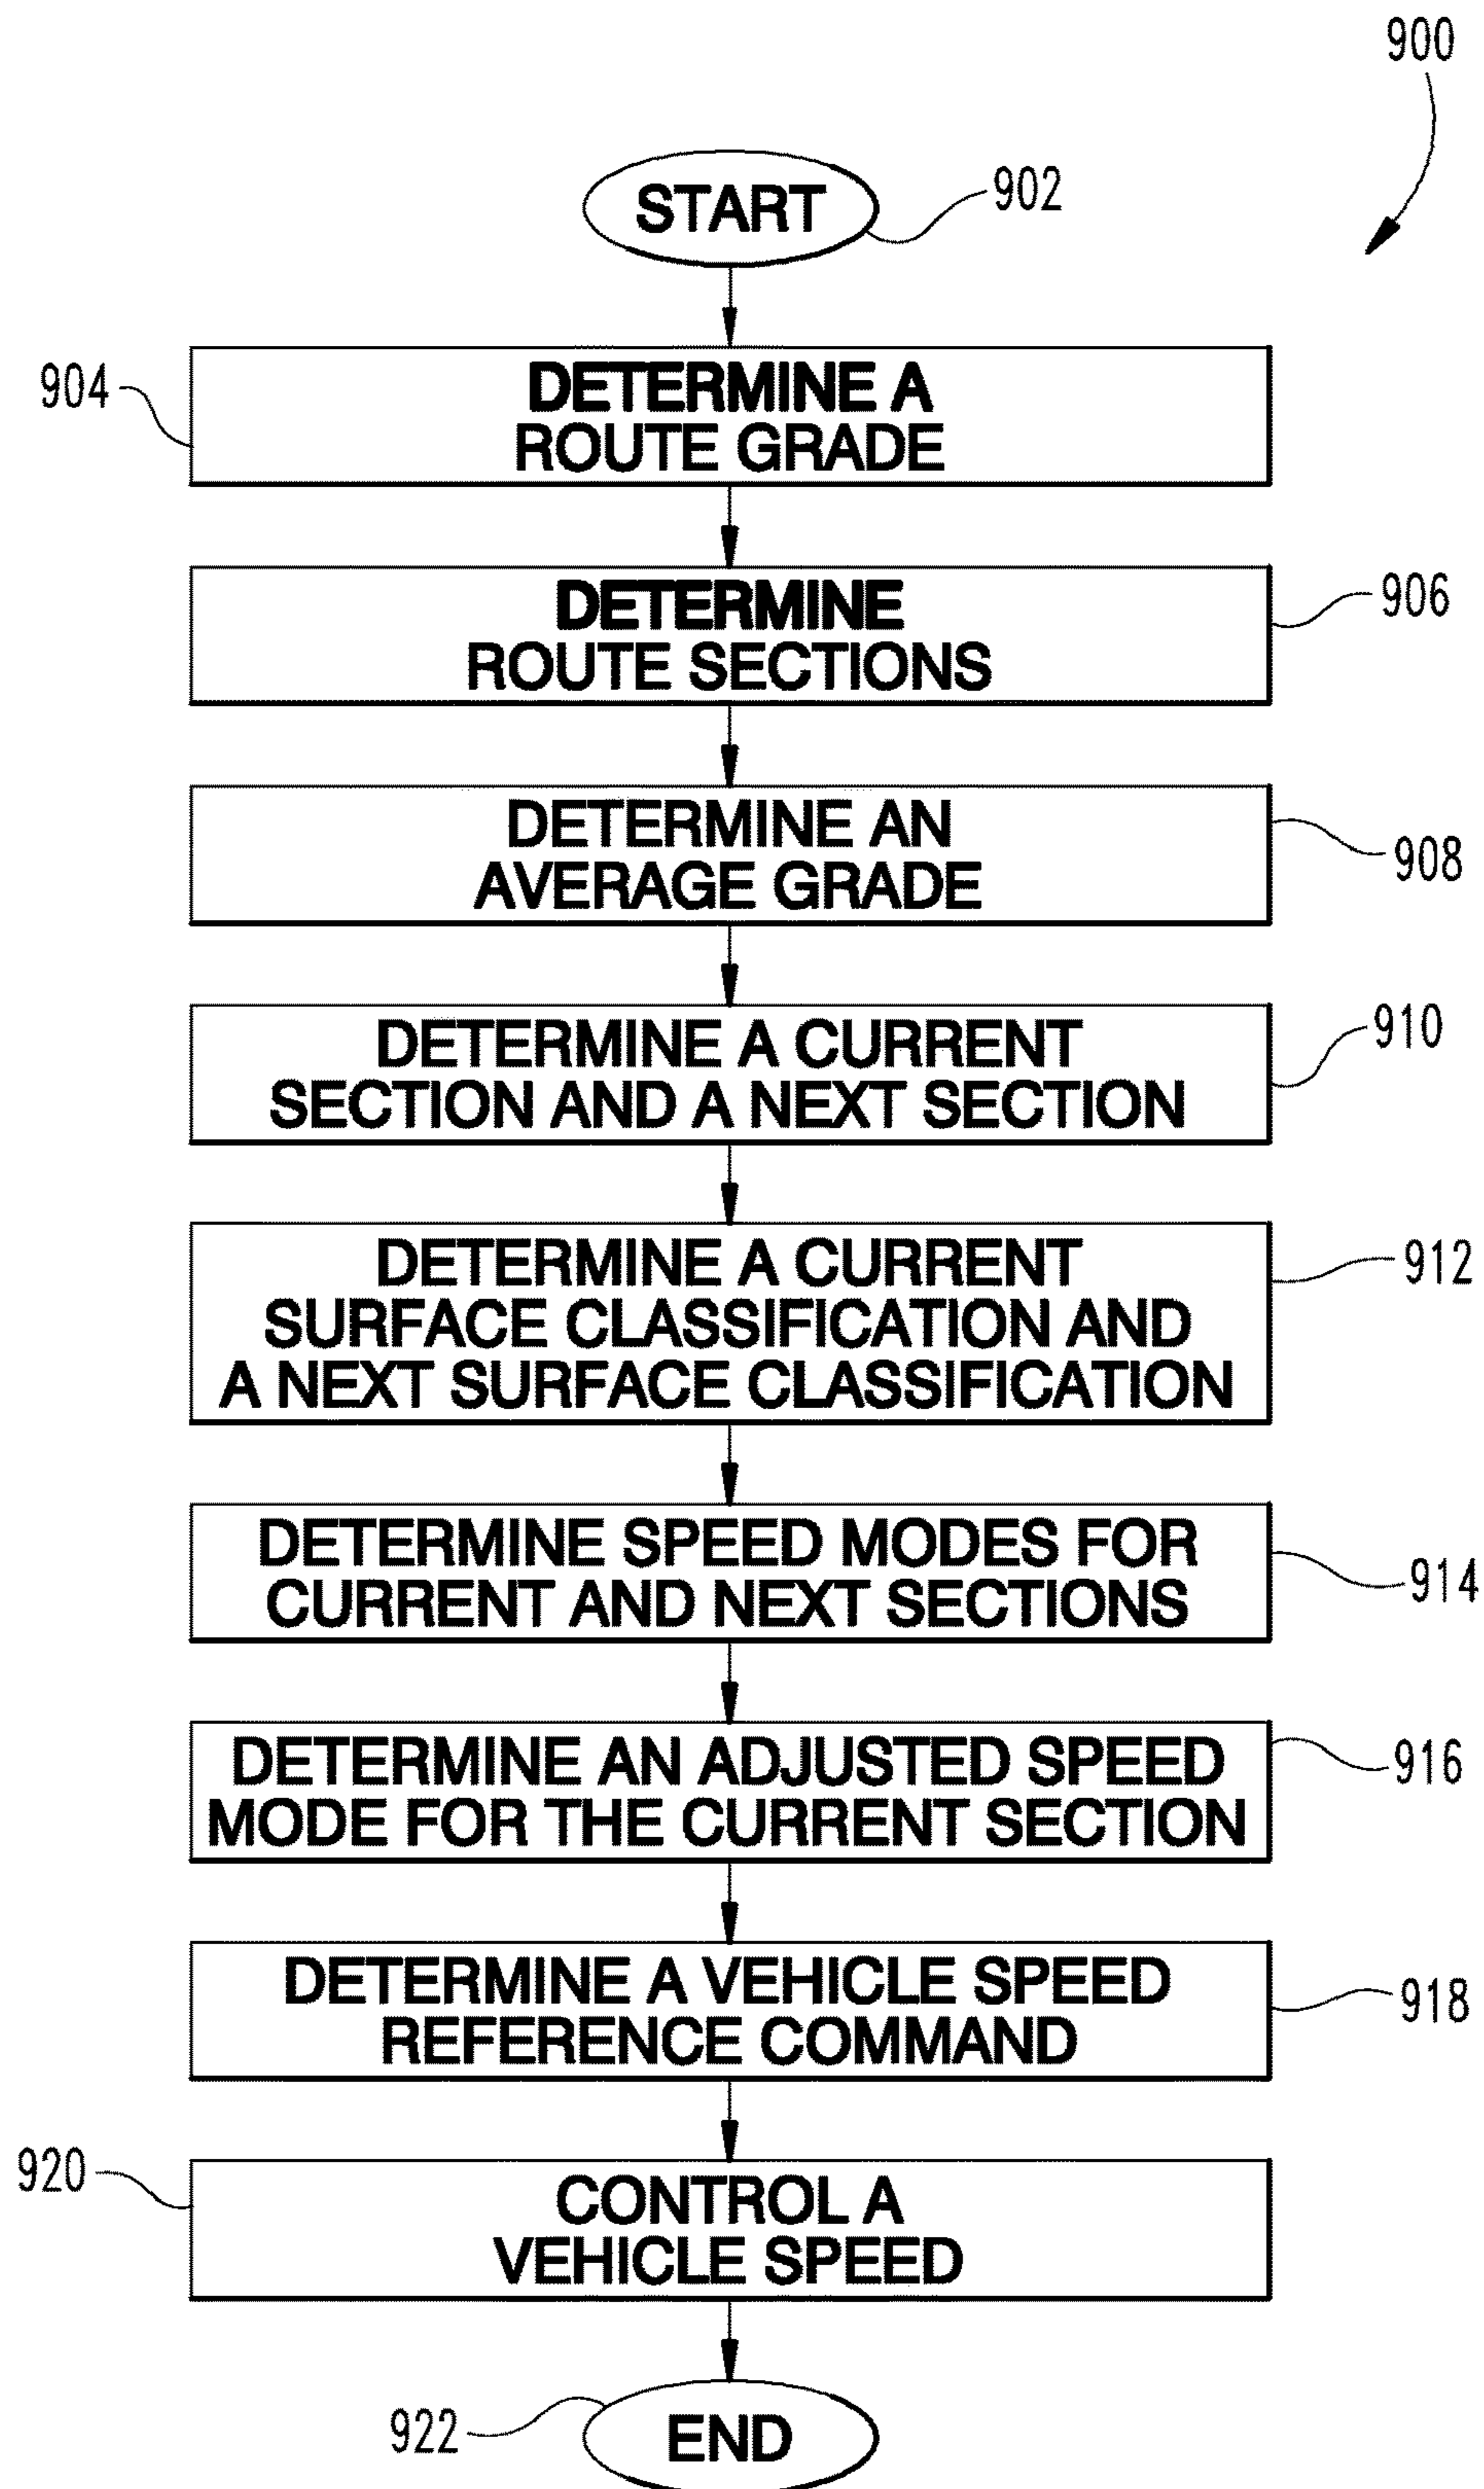 900
START
902
904
DETERMINE A
ROUTE GRADE
DETERMINE
ROUTE SECTIONS
906
DETERMINE AN
AVERAGE GRADE
908
DETERMINE A CURRENT
SECTION AND A NEXT SECTION
910
DETERMINE A CURRENT
SURFACE CLASSIFICATION AND
A NEXT SURFACE CLASSIFICATION
912
DETERMINE SPEED MODES FOR
CURRENT AND NEXT SECTIONS
914
DETERMINE AN ADJUSTED SPEED
MODE FOR THE CURRENT SECTION
916
DETERMINE A VEHICLE SPEED
REFERENCE COMMAND
918
920
CONTROL A
VEHICLE SPEED
922
END